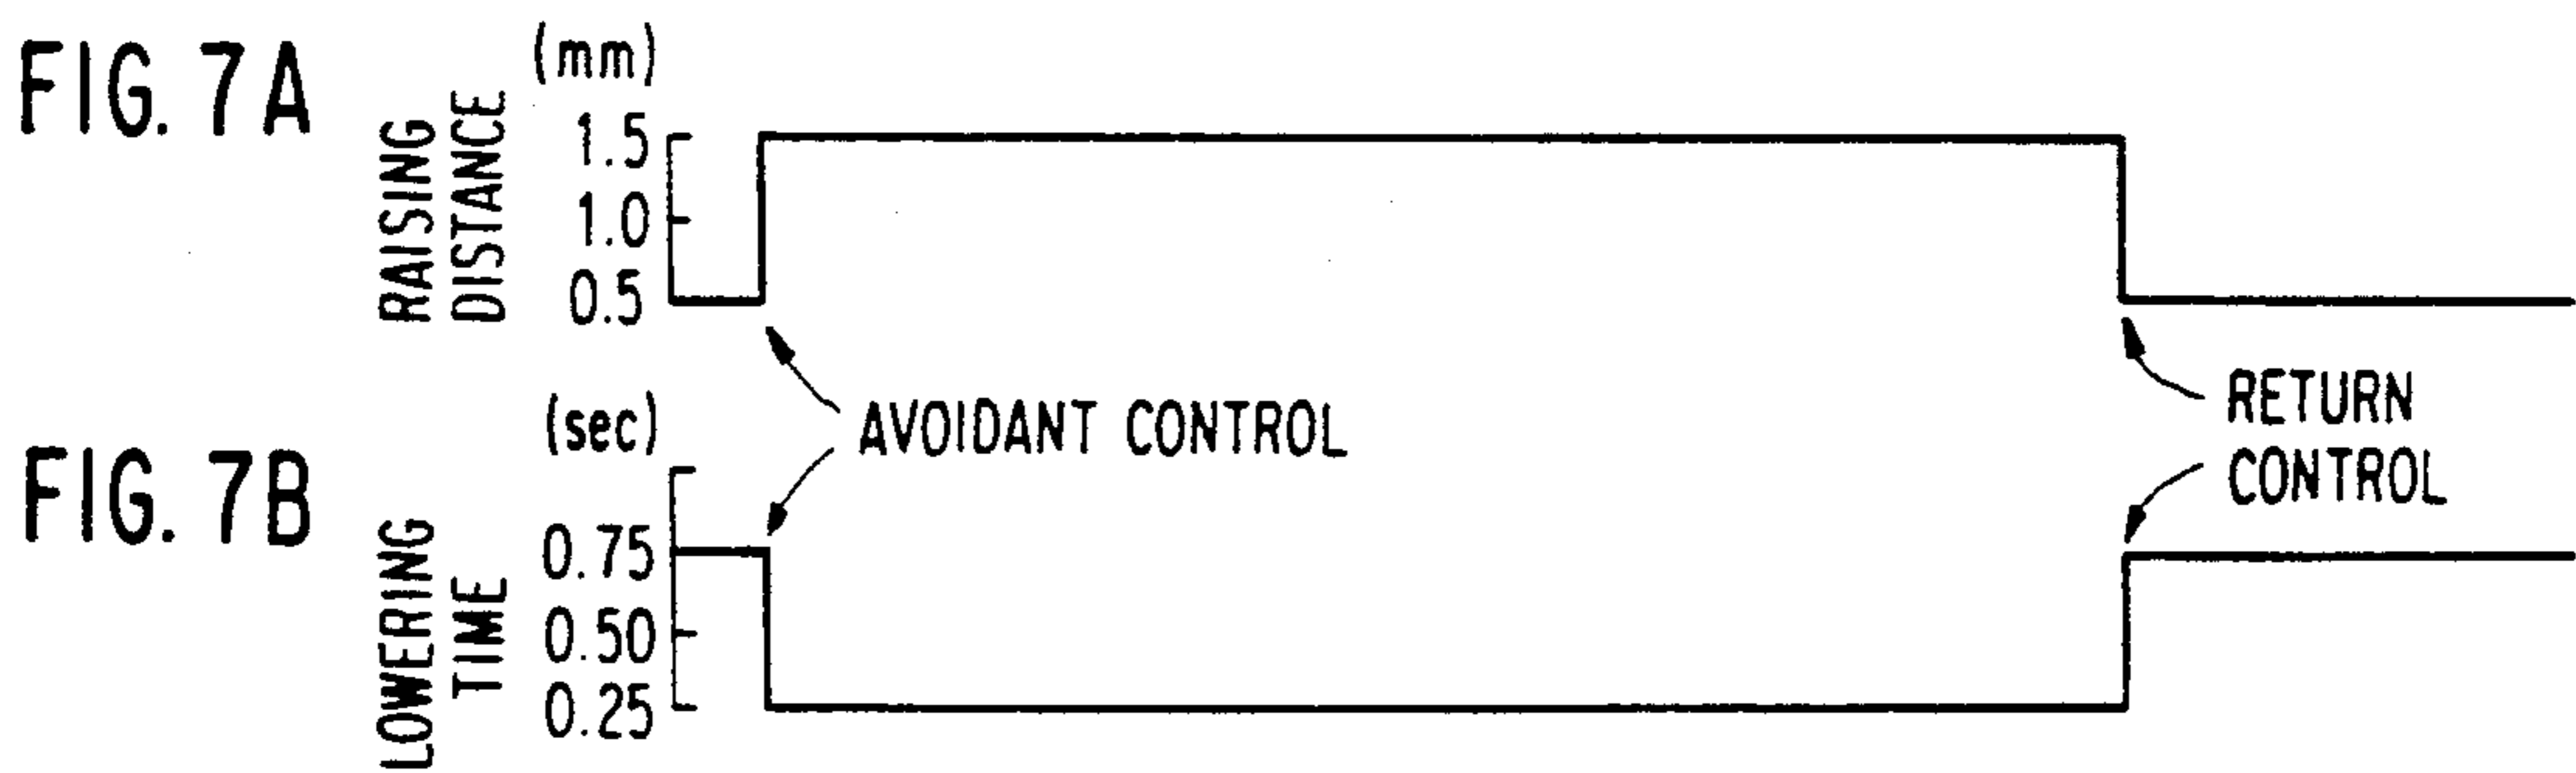 FIG. 7A
(mm)
RAISING
DISTANCE
1.5
1.0
0.5
AVOIDANT CONTROL
RETURN
CONTROL
FIG. 7B
(sec)
LOWERING
TIME
0.75
0.50
0.25